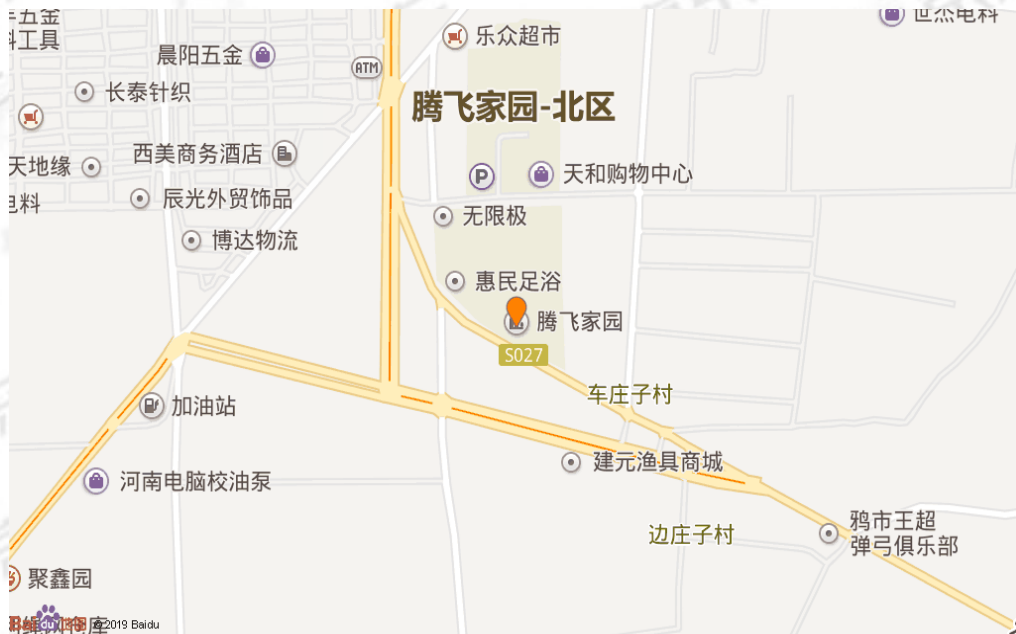 五金
工具
世杰电料
乐众超市
晨阳五金
ATM
长泰针织
腾飞家园-北区
西美商务酒店
天地缘
P
天和购物中心
辰光外贸饰品
电料
无限极
博达物流
惠民足浴
腾飞家园
S027
车庄子村
加油站
建元渔具商城
河南电脑校油泵
鸦市王超
弹弓俱乐部
边庄子村
聚鑫园
© 2019 Baidu